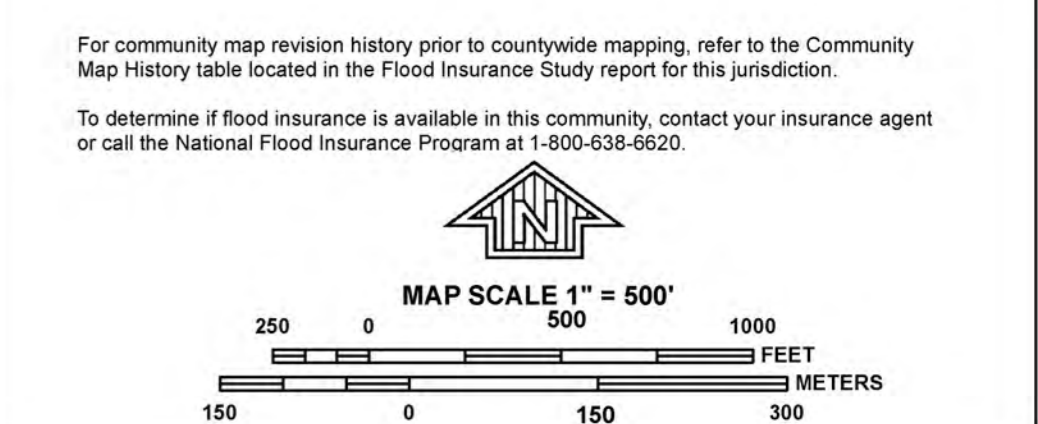 For community map revision history prior to countywide mapping, refer to the Community
Map History table located in the Flood Insurance Study report for this jurisdiction.
To determine if flood insurance is available in this community, contact your insurance agent
or call the National Flood Insurance Program at 1-800-638-6620.
N
MAP SCALE 1" = 500'
250 0 500 1000
FEET
METERS
150 0 150 300